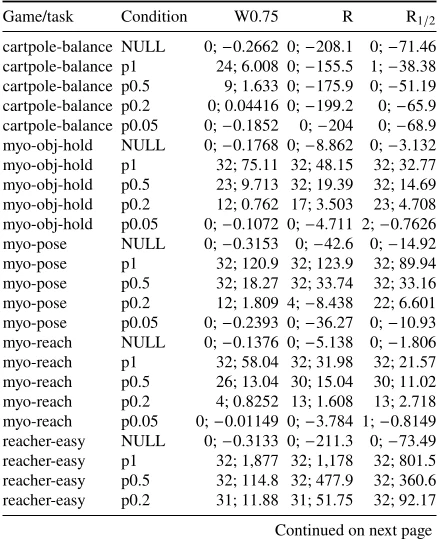 Game/task Condition W0.75 R R1/2
cartpole-balance NULL 0; −0.2662 0; −208.1 0; −71.46
cartpole-balance p1 24; 6.008 0; −155.5 1; −38.38
cartpole-balance p0.5 9; 1.633 0; −175.9 0; −51.19
cartpole-balance p0.2 0; 0.04416 0; −199.2 0; −65.9
cartpole-balance p0.05 0; −0.1852 0; −204 0; −68.9
myo-obj-hold NULL 0; −0.1768 0; −8.862 0; −3.132
myo-obj-hold p1 32; 75.11 32; 48.15 32; 32.77
myo-obj-hold p0.5 23; 9.713 32; 19.39 32; 14.69
myo-obj-hold p0.2 12; 0.762 17; 3.503 23; 4.708
myo-obj-hold p0.05 0; −0.1072 0; −4.711 2; −0.7626
myo-pose NULL 0; −0.3153 0; −42.6 0; −14.92
myo-pose p1 32; 120.9 32; 123.9 32; 89.94
myo-pose p0.5 32; 18.27 32; 33.74 32; 33.16
myo-pose p0.2 12; 1.809 4; −8.438 22; 6.601
myo-pose p0.05 0; −0.2393 0; −36.27 0; −10.93
myo-reach NULL 0; −0.1376 0; −5.138 0; −1.806
myo-reach p1 32; 58.04 32; 31.98 32; 21.57
myo-reach p0.5 26; 13.04 30; 15.04 30; 11.02
myo-reach p0.2 4; 0.8252 13; 1.608 13; 2.718
myo-reach p0.05 0; −0.01149 0; −3.784 1; −0.8149
reacher-easy NULL 0; −0.3133 0; −211.3 0; −73.49
reacher-easy p1 32; 1,877 32; 1,178 32; 801.5
reacher-easy p0.5 32; 114.8 32; 477.9 32; 360.6
reacher-easy p0.2 31; 11.88 31; 51.75 32; 92.17
Continued on next page